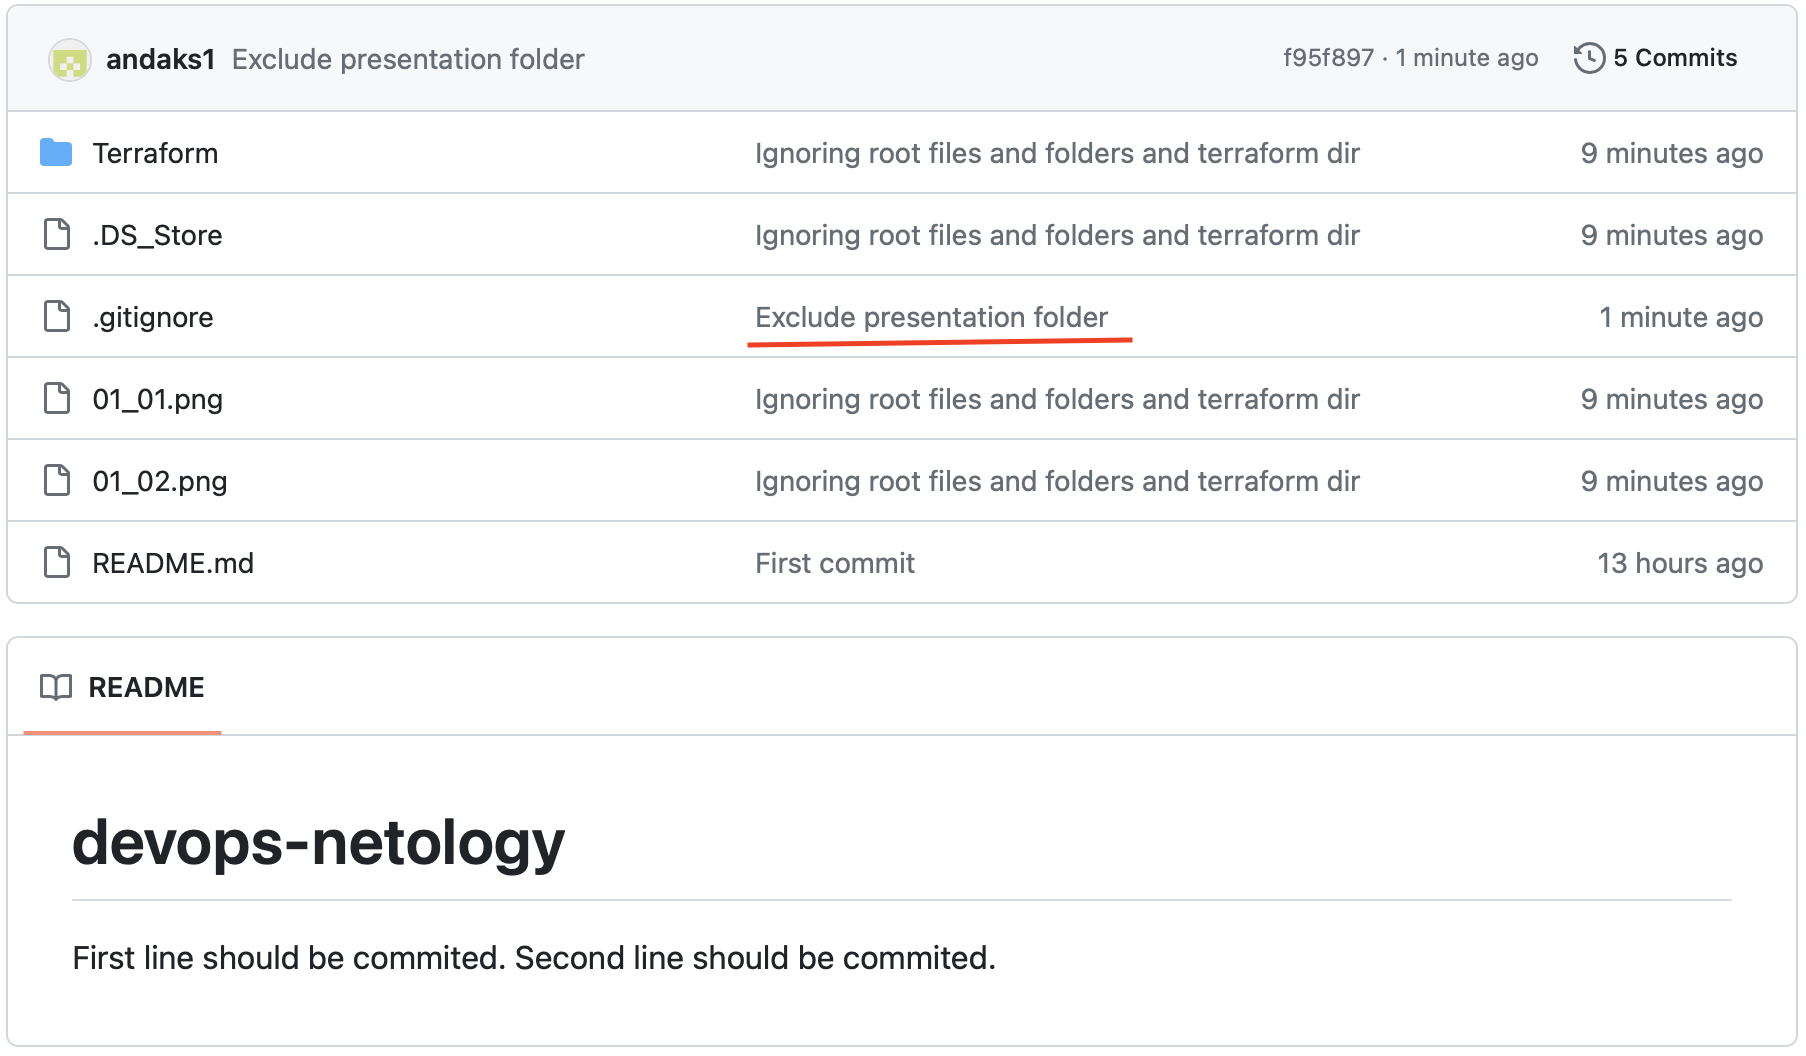 andaks1 Exclude presentation folder f95f897 · 1 minute ago 5 Commits
Terraform Ignoring root files and folders and terraform dir 9 minutes ago
.DS_Store Ignoring root files and folders and terraform dir 9 minutes ago
.gitignore Exclude presentation folder 1 minute ago
01_01.png Ignoring root files and folders and terraform dir 9 minutes ago
01_02.png Ignoring root files and folders and terraform dir 9 minutes ago
README.md First commit 13 hours ago
README
devops-netology
First line should be commited. Second line should be commited.